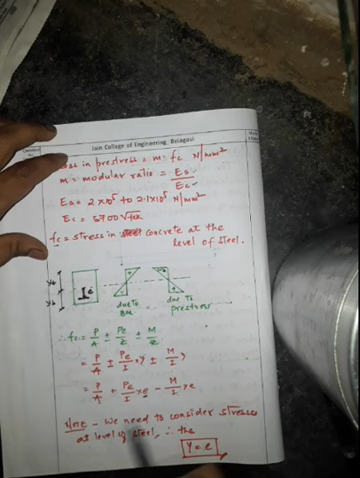 Jain College of Engineering, Belagavi
Loss in prestress = m. fc N/mm²
m = modular ratio = Es/Ec
Es = 2×10⁵ to 2.1×10⁵ N/mm²
Ec = 5700√fck
fc = stress in concrete at the
level of steel.
yt
e
yb
due to
BM
due to
prestress
∴ fc = P/A ± Pe/Z ± M/Z
= P/A ± Pe/I × y ± M/I y
= P/A + Pe/I × e - M/I × e
Note - We need to consider stresses
at level of steel, ∴ the
Y = e